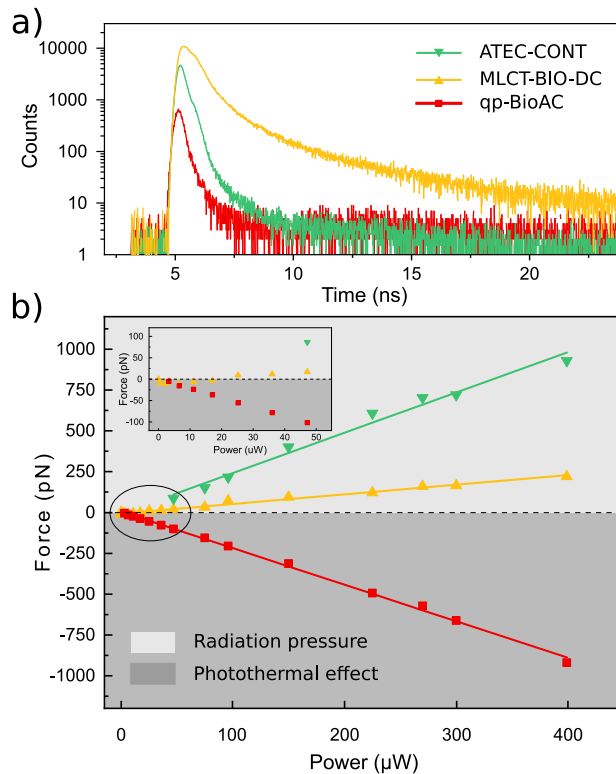 a)
Counts
10000
1000
100
10
1
ATEC-CONT
MLCT-BIO-DC
qp-BioAC
5
10
15
20
Time (ns)
b)
Force (pN)
1000
750
500
250
0
-250
-500
-750
-1000
Force (pN)
100
50
0
-50
-100
0
10
20
30
40
50
Power (uW)
Radiation pressure
Photothermal effect
0
100
200
300
400
Power (μW)